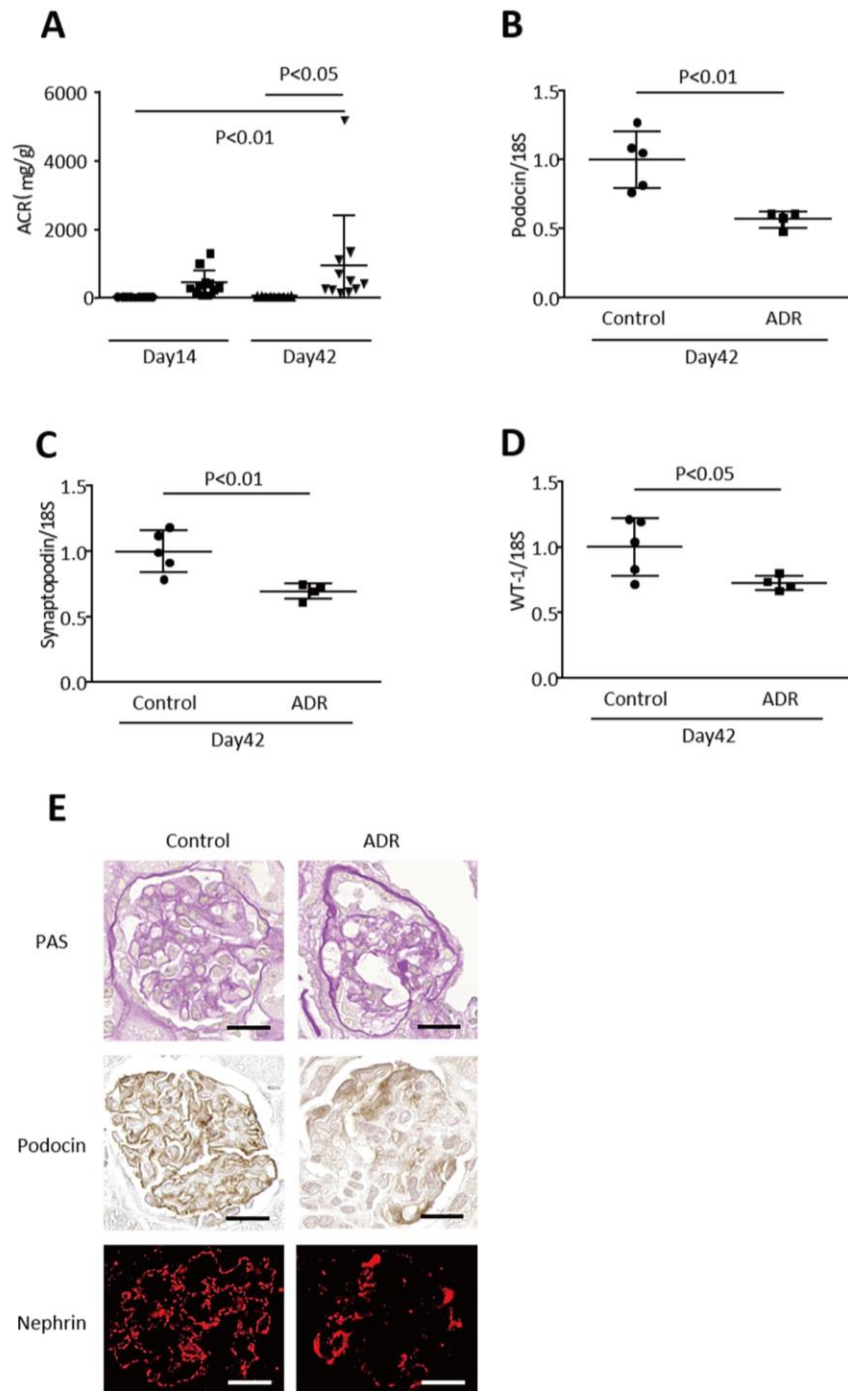 A
P<0.05
P<0.01
ACR(mg/g)
6000
4000
2000
0
Day14
Day42
B
P<0.01
Podocin/18S
1.5
1.0
0.5
0.0
Control
ADR
Day42
C
P<0.01
Synaptopodin/18S
1.5
1.0
0.5
0.0
Control
ADR
Day42
D
P<0.05
WT-1/18S
1.5
1.0
0.5
0.0
Control
ADR
Day42
E
Control
ADR
PAS
Podocin
Nephrin